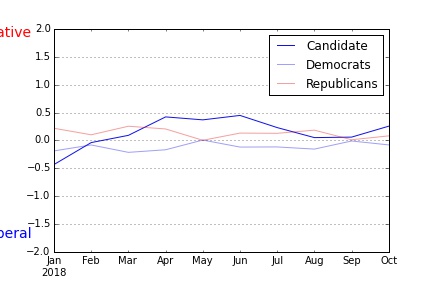 ative
2.0
1.5
1.0
0.5
0.0
−0.5
−1.0
−1.5
−2.0
beral
Candidate
Democrats
Republicans
Jan Feb Mar Apr May Jun Jul Aug Sep Oct
2018